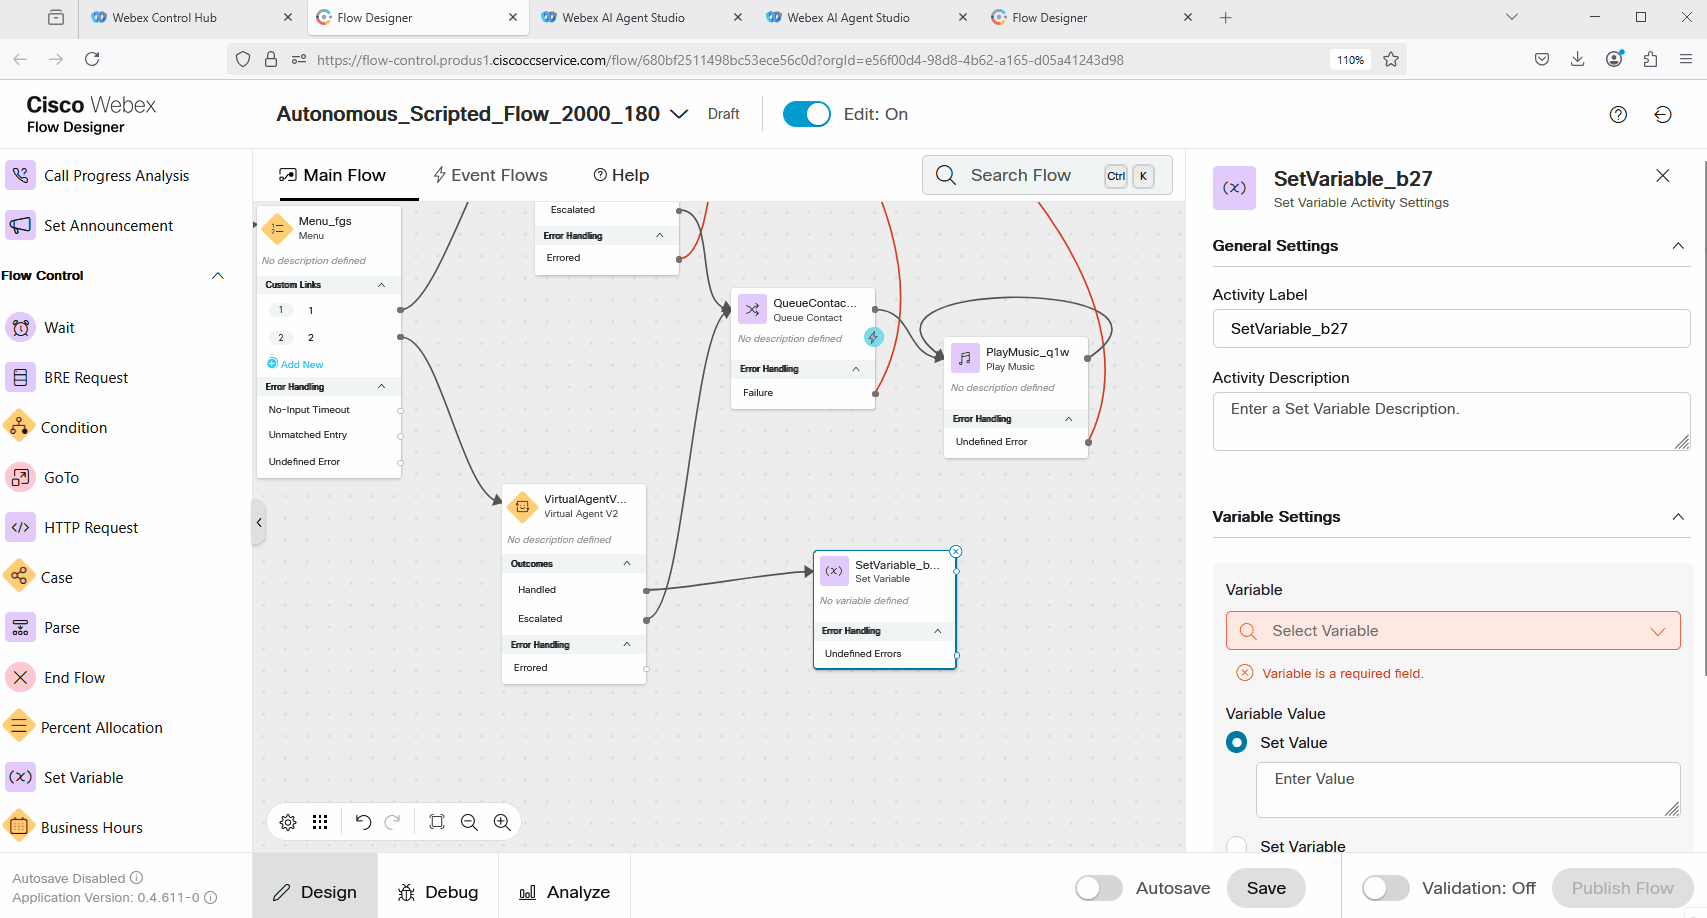 Webex Control Hub
Flow Designer
Webex AI Agent Studio
Webex AI Agent Studio
Flow Designer
https://flow-control.produs1.ciscoccservice.com/flow/680bf2511498bc53ece56c0d?orgId=e56f00d4-98d8-4b62-a165-d05a41243d98
110%
Cisco Webex
Flow Designer
Autonomous_Scripted_Flow_2000_180
Draft
Edit: On
Call Progress Analysis
Set Announcement
Flow Control
Wait
BRE Request
Condition
GoTo
HTTP Request
Case
Parse
End Flow
Percent Allocation
Set Variable
Business Hours
Autosave Disabled
Application Version: 0.4.611-0
Main Flow
Event Flows
Help
Search Flow
Ctrl
K
Menu_fgs
Menu
No description defined
Custom Links
1 1
2 2
Add New
Error Handling
No-Input Timeout
Unmatched Entry
Undefined Error
Escalated
Error Handling
Errored
QueueContac...
Queue Contact
No description defined
Error Handling
Failure
PlayMusic_q1w
Play Music
No description defined
Error Handling
Undefined Error
VirtualAgentV...
Virtual Agent V2
No description defined
Outcomes
Handled
Escalated
Error Handling
Errored
SetVariable_b...
Set Variable
No variable defined
Error Handling
Undefined Errors
SetVariable_b27
Set Variable Activity Settings
General Settings
Activity Label
SetVariable_b27
Activity Description
Enter a Set Variable Description.
Variable Settings
Variable
Select Variable
Variable is a required field.
Variable Value
Set Value
Enter Value
Set Variable
Design
Debug
Analyze
Autosave
Save
Validation: Off
Publish Flow